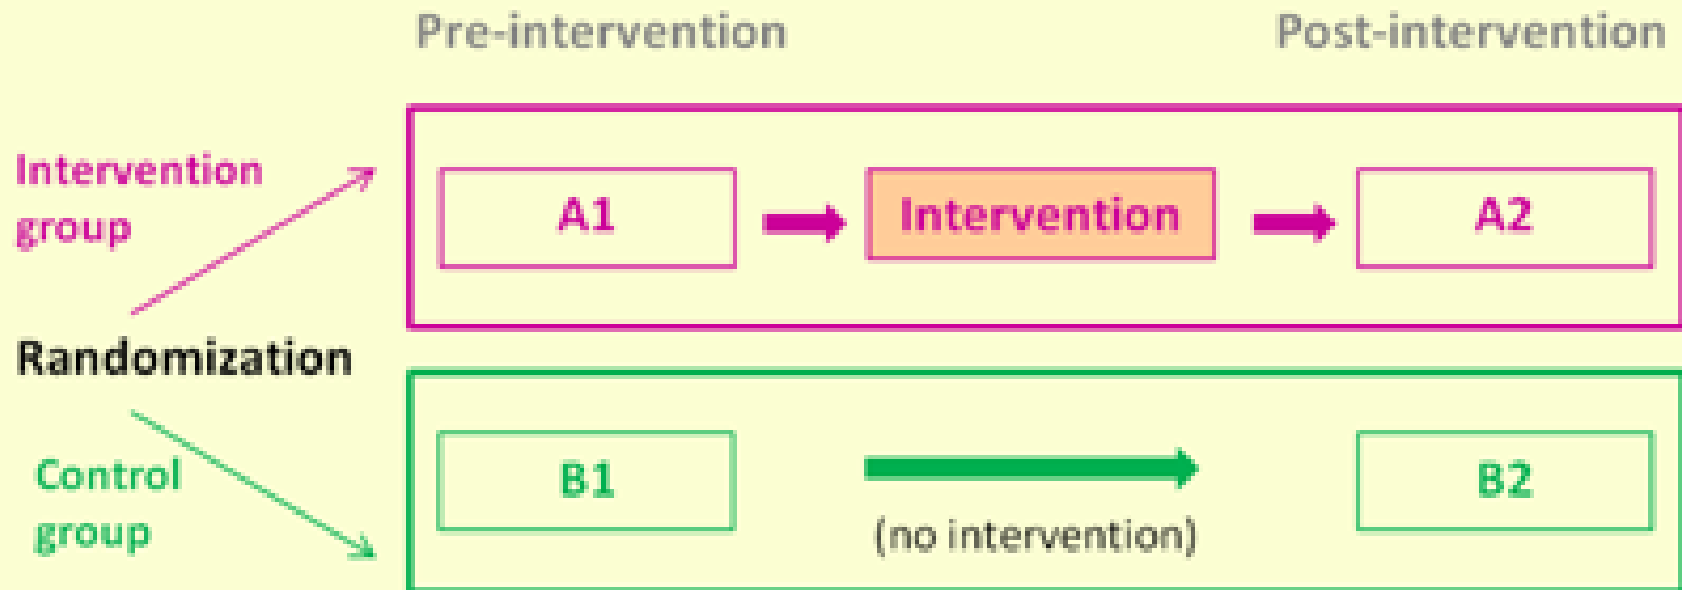 Pre-intervention
Post-intervention
Intervention
group
A1
Intervention
A2
Randomization
Control
group
B1
(no intervention)
B2